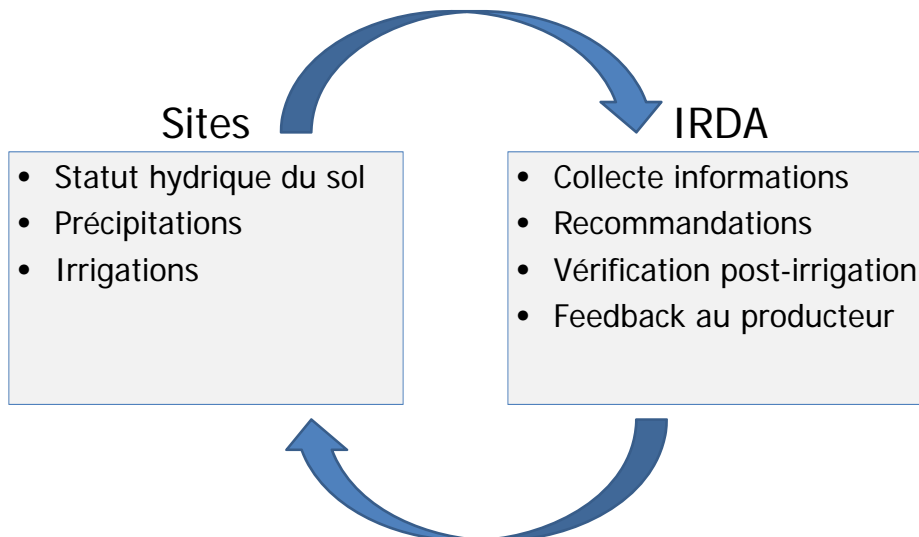 Sites
• Statut hydrique du sol
• Précipitations
• Irrigations
IRDA
• Collecte informations
• Recommandations
• Vérification post-irrigation
• Feedback au producteur